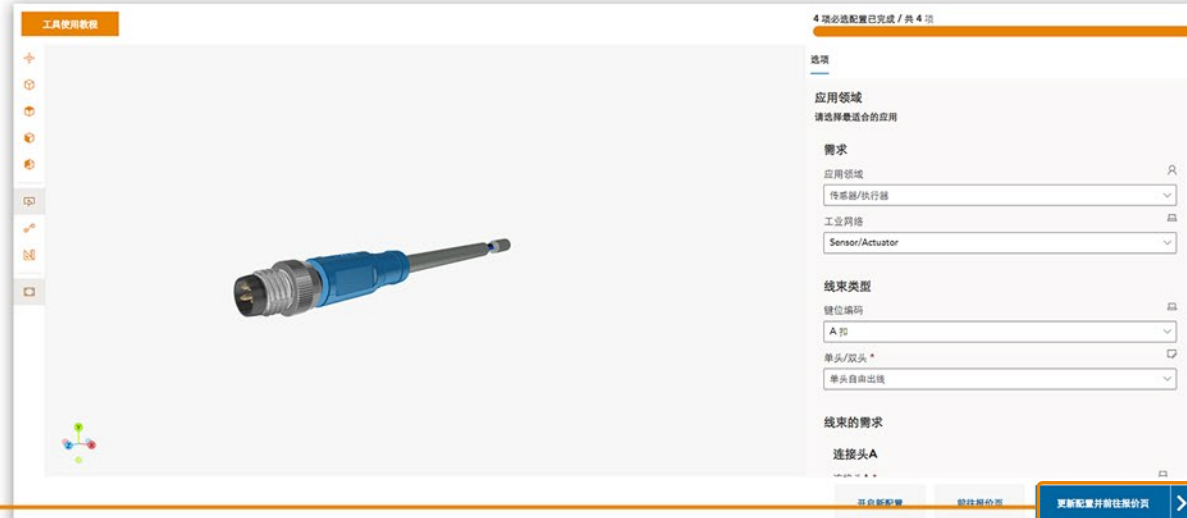 工具使用教程
4 项必选配置已完成 / 共 4 项
选项
应用领域
请选择最适合的应用
需求
应用领域
传感器/执行器
工业网络
Sensor/Actuator
线束类型
键位编码
A 扣
单头/双头 *
单头自由出线
线束的需求
连接头A
开启新配置
前往报价页
更新配置并前往报价页